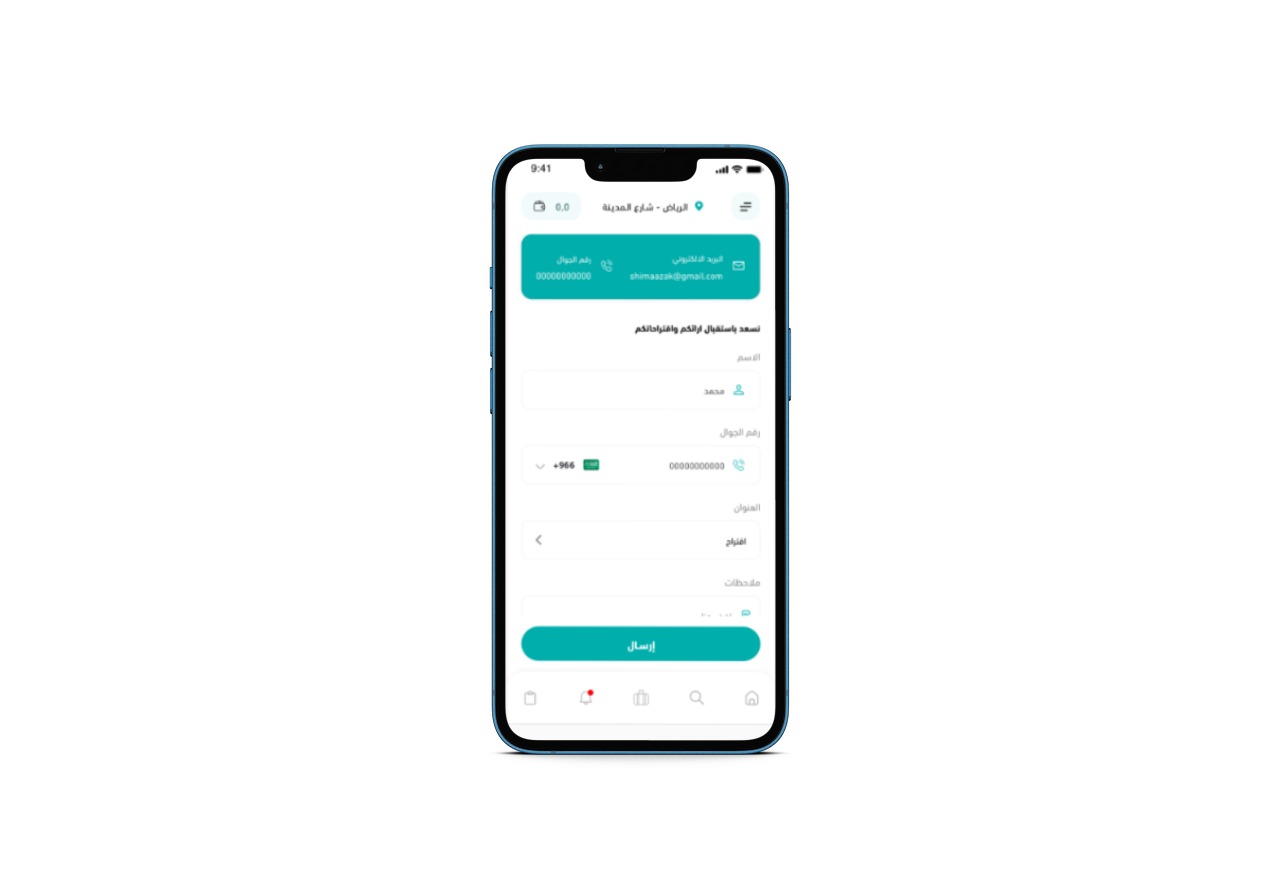 9:41
الرياض - شارع المدينة
0,0
البريد الالكتروني
shimaazak@gmail.com
رقم الجوال
00000000000
نسعد باستقبال ارائكم واقتراحاتكم
الاسم
محمد
رقم الجوال
00000000000
+966
العنوان
اقتراح
ملاحظات
إرسال